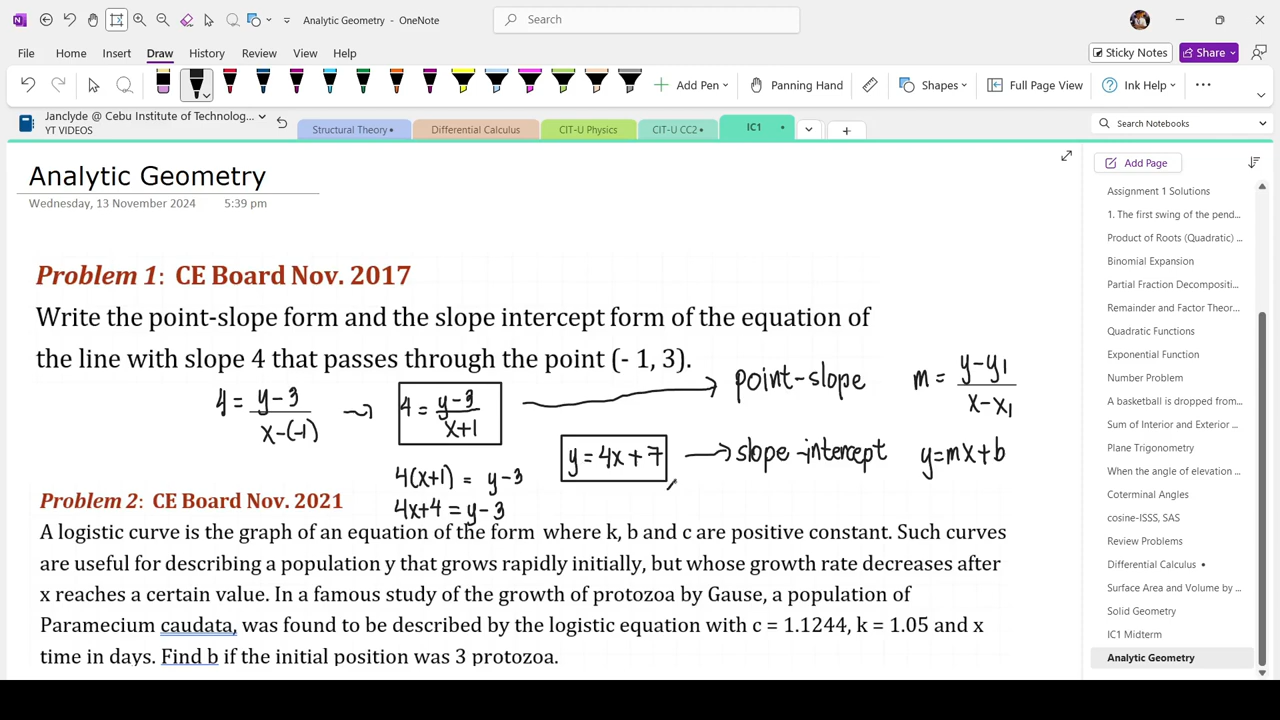 Analytic Geometry - OneNote
Search
File Home Insert Draw History Review View Help
Sticky Notes Share
Add Pen Panning Hand Shapes Full Page View Ink Help
Janclyde @ Cebu Institute of Technolog...
YT VIDEOS
Structural Theory Differential Calculus CIT-U Physics CIT-U CC2 IC1 +
Search Notebooks
Analytic Geometry
Wednesday, 13 November 2024 5:39 pm
Problem 1: CE Board Nov. 2017
Write the point-slope form and the slope intercept form of the equation of
the line with slope 4 that passes through the point (- 1, 3).
4 = y-3 / x-(-1) → 4 = y-3 / x+1 → point-slope m = y-y1 / x-x1
y=4x+7 → slope-intercept y=mx+b
4(x+1) = y-3
4x+4 = y-3
Problem 2: CE Board Nov. 2021
A logistic curve is the graph of an equation of the form where k, b and c are positive constant. Such curves
are useful for describing a population y that grows rapidly initially, but whose growth rate decreases after
x reaches a certain value. In a famous study of the growth of protozoa by Gause, a population of
Paramecium caudata, was found to be described by the logistic equation with c = 1.1244, k = 1.05 and x
time in days. Find b if the initial position was 3 protozoa.
Add Page
Assignment 1 Solutions
1. The first swing of the pend...
Product of Roots (Quadratic) ...
Binomial Expansion
Partial Fraction Decompositi...
Remainder and Factor Theor...
Quadratic Functions
Exponential Function
Number Problem
A basketball is dropped from...
Sum of Interior and Exterior ...
Plane Trigonometry
When the angle of elevation ...
Coterminal Angles
cosine-ISSS, SAS
Review Problems
Differential Calculus
Surface Area and Volume by ...
Solid Geometry
IC1 Midterm
Analytic Geometry